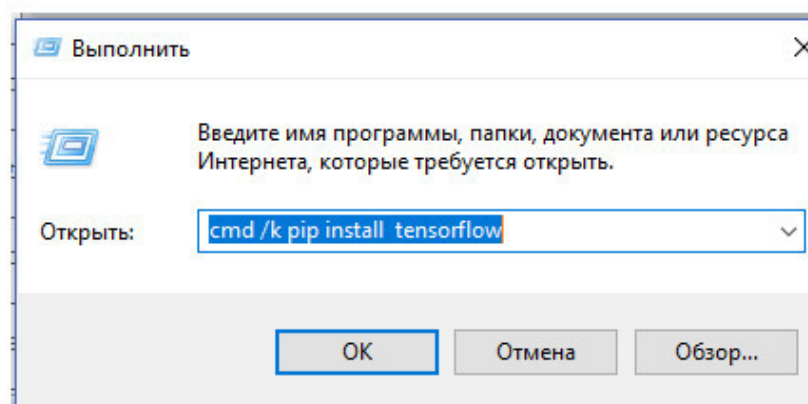 Выполнить
Введите имя программы, папки, документа или ресурса
Интернета, которые требуется открыть.
Открыть: cmd /k pip install  tensorflow
ОК Отмена Обзор...